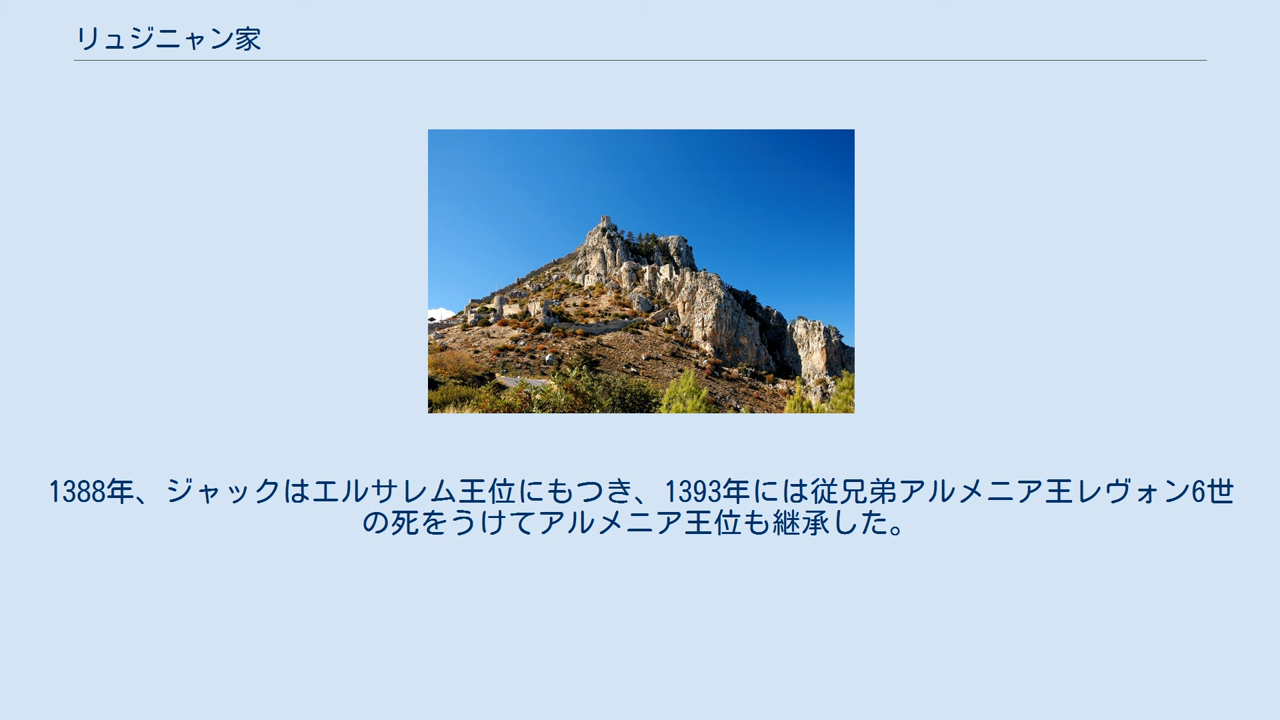 リュジニャン家
1388年、ジャックはエルサレム王位にもつき、1393年には従兄弟アルメニア王レヴォン6世
の死をうけてアルメニア王位も継承した。